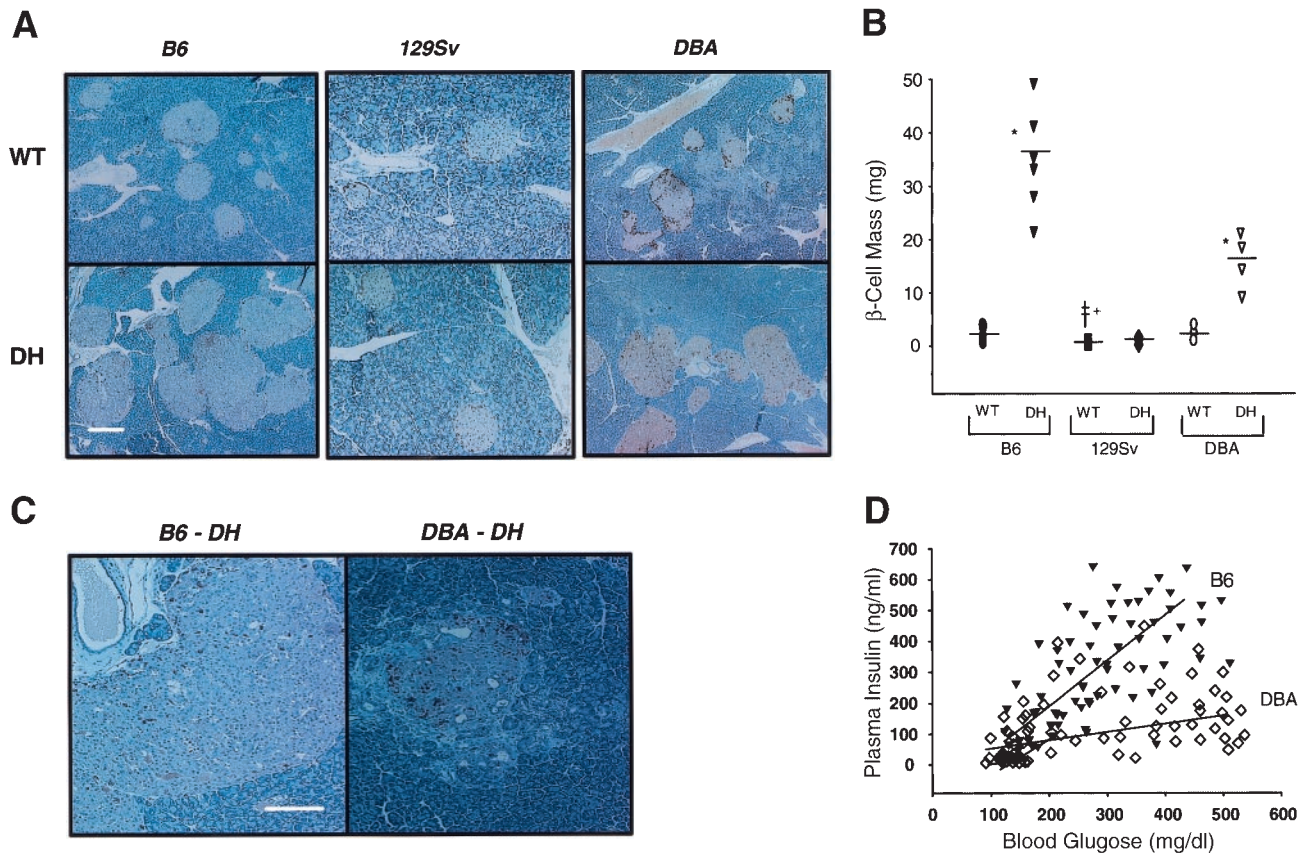 A
B6
129Sv
DBA
WT
DH
B
β-Cell Mass (mg)
50
40
30
20
10
0
*
‡ +
*
WT
DH
WT
DH
WT
DH
B6
129Sv
DBA
C
B6 - DH
DBA - DH
D
Plasma Insulin (ng/ml)
700
600
500
400
300
200
100
0
B6
DBA
0
100
200
300
400
500
600
Blood Glugose (mg/dl)